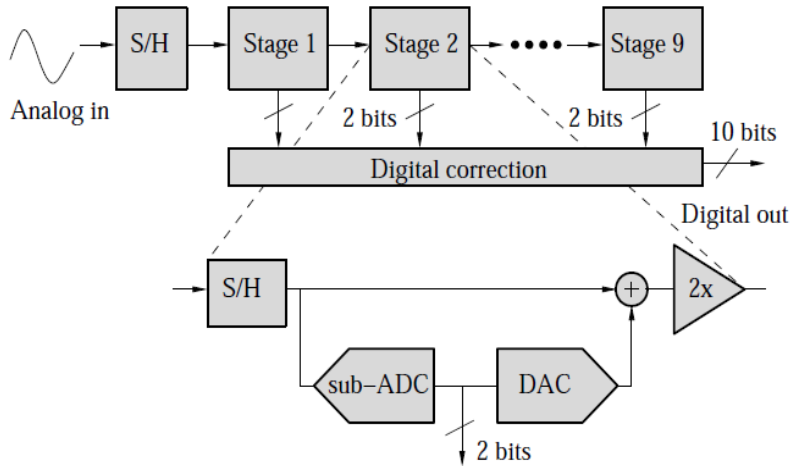 S/H
Stage 1
Stage 2
Stage 9
Analog in
2 bits
2 bits
10 bits
Digital correction
Digital out
S/H
+
2x
sub-ADC
DAC
2 bits